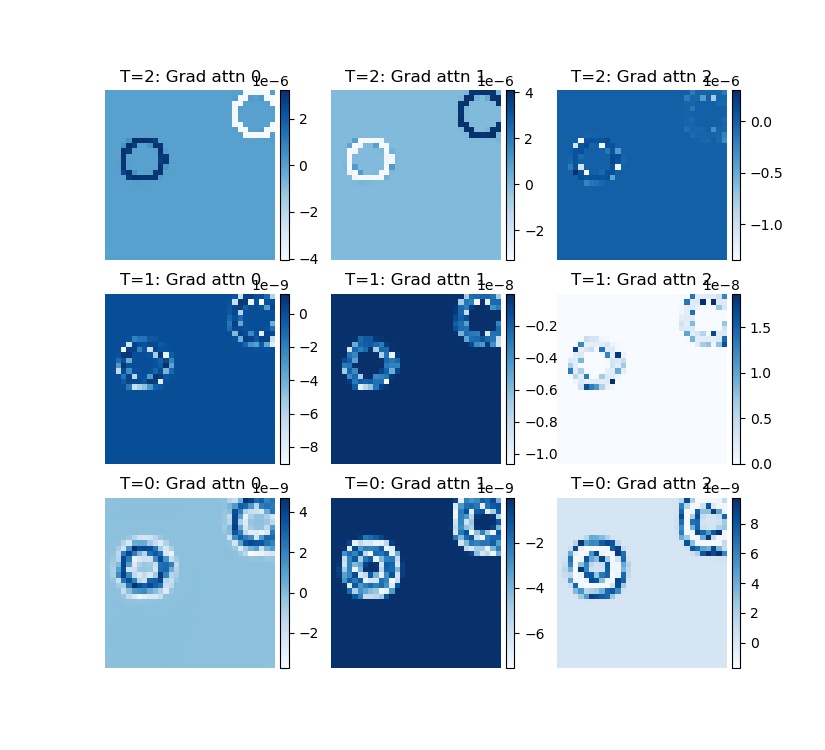 T=2: Grad attn 0
1e−6
2
0
−2
−4
T=2: Grad attn 1
1e−6
4
2
0
−2
T=2: Grad attn 2
1e−6
0.0
−0.5
−1.0
T=1: Grad attn 0
1e−9
0
−2
−4
−6
−8
T=1: Grad attn 1
1e−8
−0.2
−0.4
−0.6
−0.8
−1.0
T=1: Grad attn 2
1e−8
1.5
1.0
0.5
0.0
T=0: Grad attn 0
1e−9
4
2
0
−2
T=0: Grad attn 1
1e−9
−2
−4
−6
T=0: Grad attn 2
1e−9
8
6
4
2
0